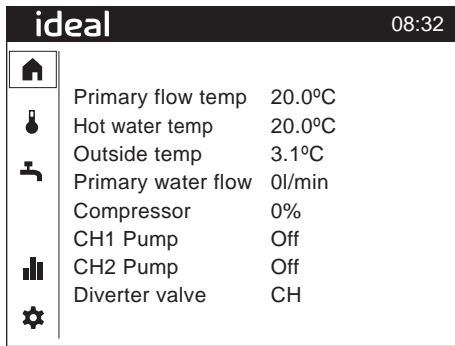 ideal 08:32
Primary flow temp 20.0ºC
Hot water temp 20.0ºC
Outside temp 3.1ºC
Primary water flow 0l/min
Compressor 0%
CH1 Pump Off
CH2 Pump Off
Diverter valve CH